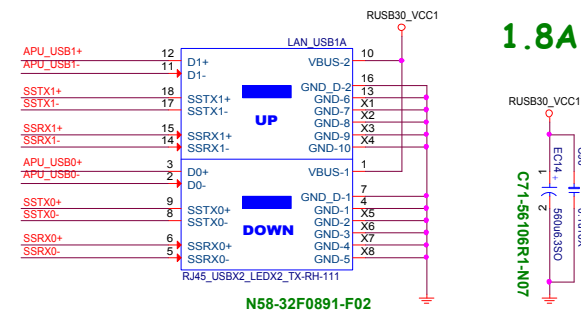 RUSB30_VCC1
1.8A
LAN_USB1A
APU_USB1+ 12 D1+ VBUS-2 10
APU_USB1- 11 D1-
GND_D-2 16
SSTX1+ 18 SSTX1+ GND-6 13
SSTX1- 17 SSTX1- GND-7 X1
UP GND-8 X2
SSRX1+ 15 SSRX1+ GND-9 X3
SSRX1- 14 SSRX1- GND-10 X4
APU_USB0+ 3 D0+ VBUS-1 1
APU_USB0- 2 D0-
GND_D-1 7
SSTX0+ 9 SSTX0+ GND-1 4
SSTX0- 8 SSTX0- GND-2 X5
DOWN GND-3 X6
SSRX0+ 6 SSRX0+ GND-4 X7
SSRX0- 5 SSRX0- GND-5 X8
RJ45_USBX2_LEDX2_TX-RH-111
N58-32F0891-F02
RUSB30_VCC1
1 +
2
EC14
560u6.3SO
C71-56106R1-N07